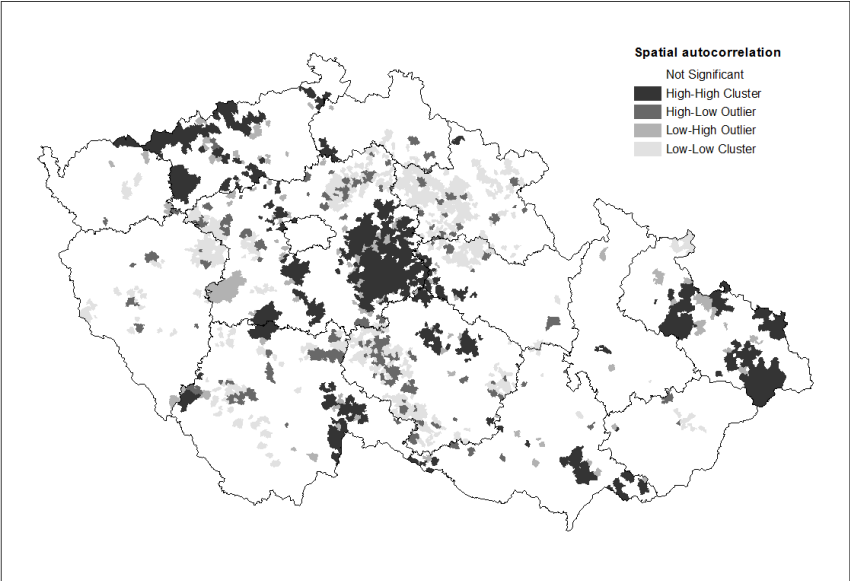 Spatial autocorrelation
Not Significant
High-High Cluster
High-Low Outlier
Low-High Outlier
Low-Low Cluster